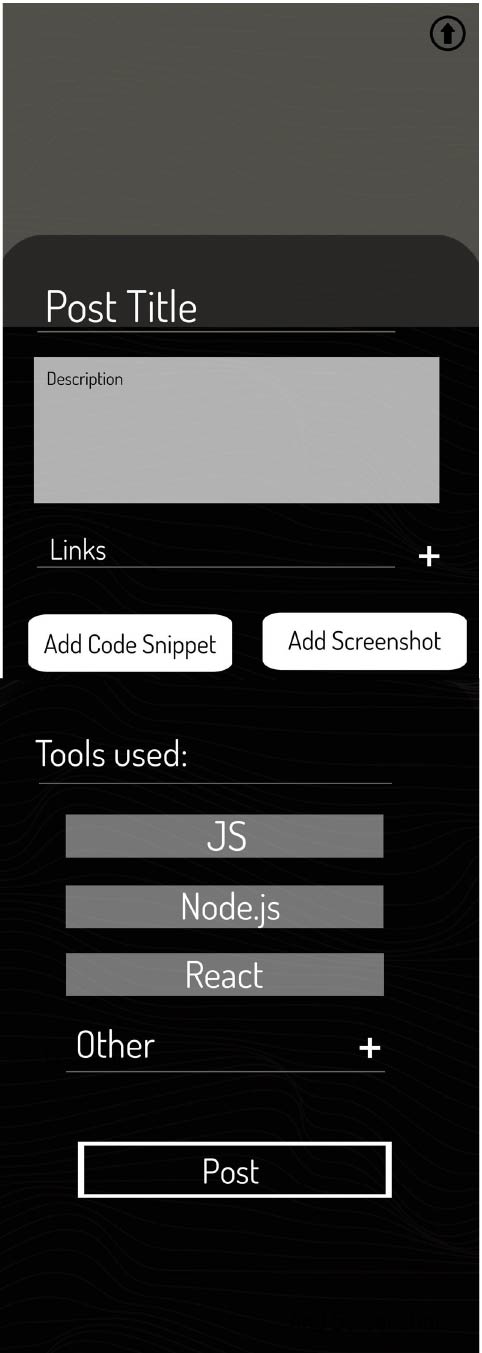 Post Title
Description
Links +
Add Code Snippet
Add Screenshot
Tools used:
JS
Node.js
React
Other +
Post